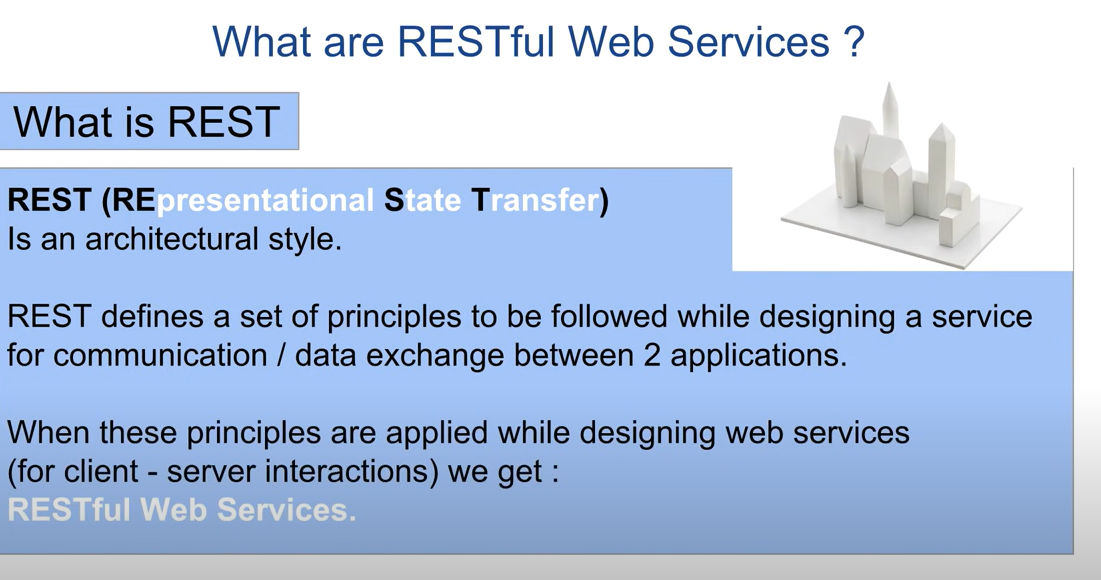 What are RESTful Web Services ?
What is REST
REST (REpresentational State Transfer)
Is an architectural style.
REST defines a set of principles to be followed while designing a service
for communication / data exchange between 2 applications.
When these principles are applied while designing web services
(for client - server interactions) we get :
RESTful Web Services.